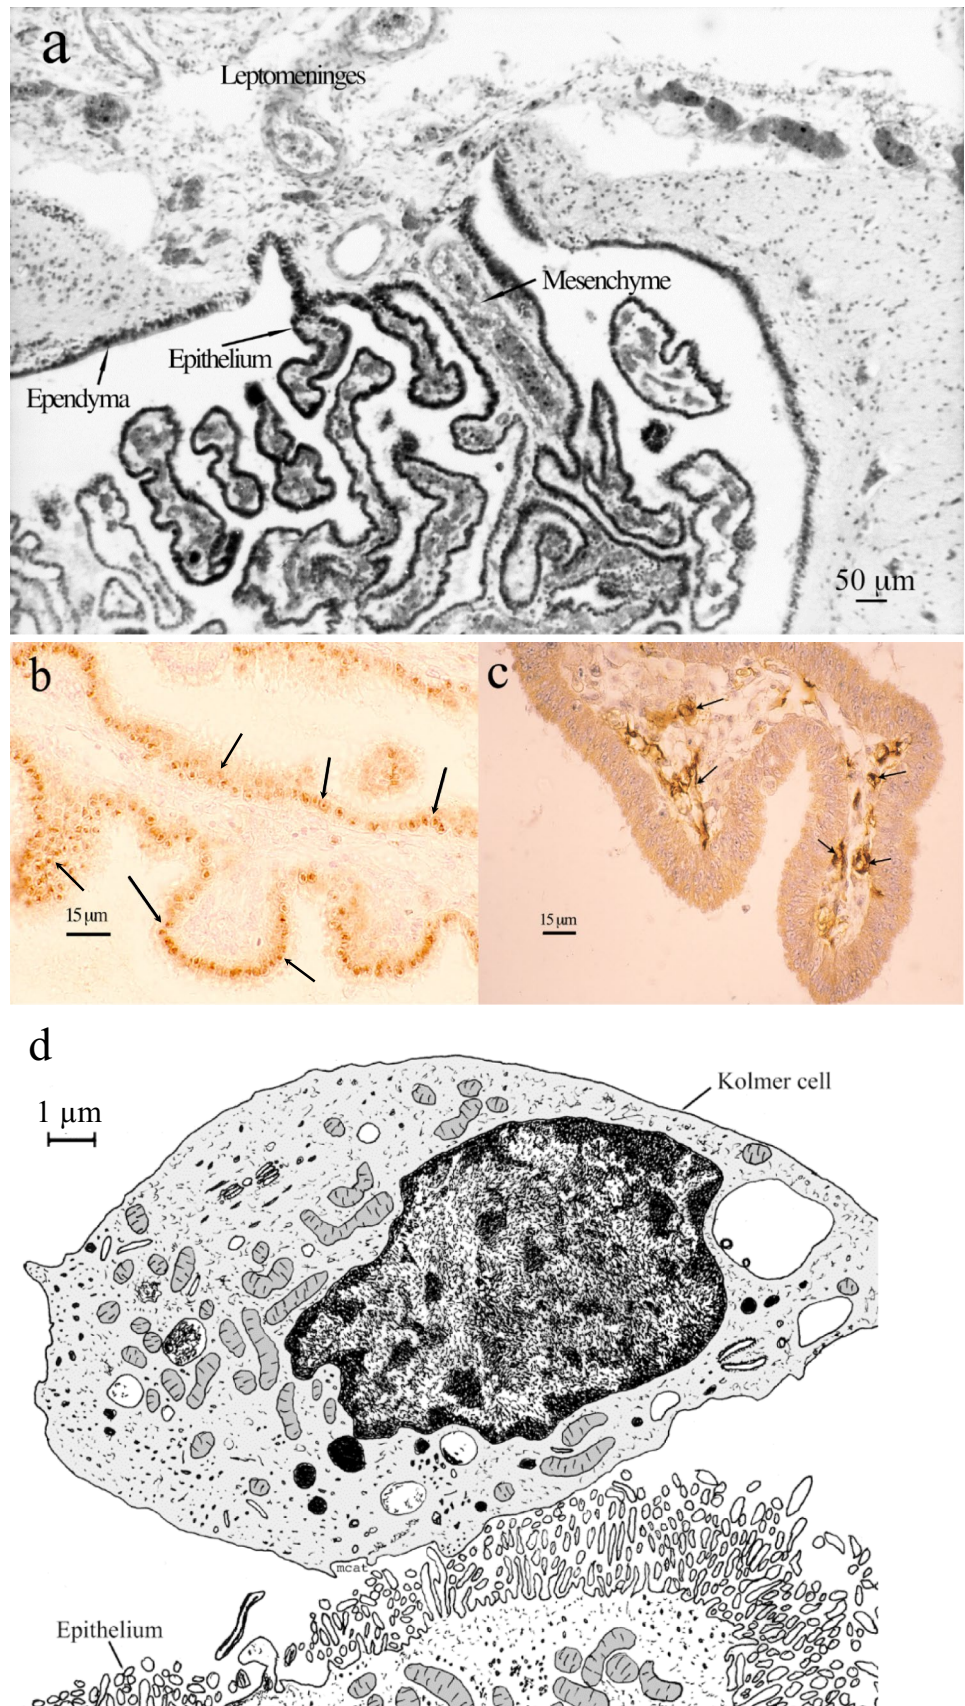 a
Leptomeninges
Mesenchyme
Epithelium
Ependyma
50 µm
b
15 µm
c
15 µm
d
Kolmer cell
1 µm
mcat
Epithelium